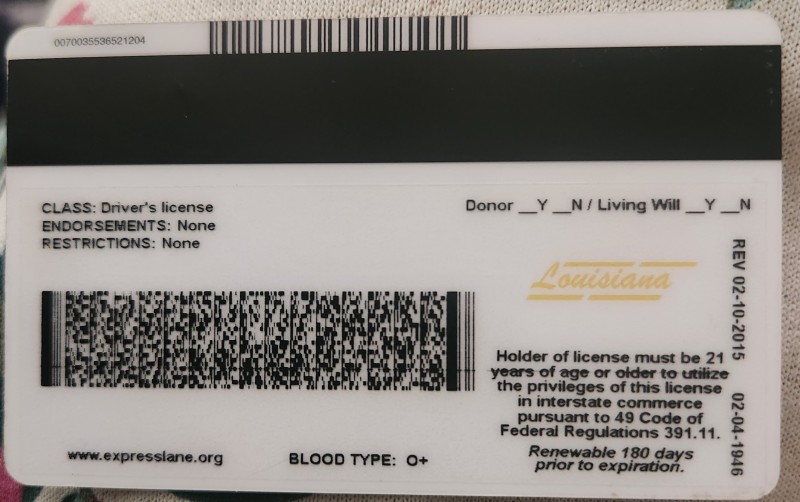 0070035536521204
CLASS: Driver's license
ENDORSEMENTS: None
RESTRICTIONS: None
Donor __Y __N / Living Will __Y __N
Louisiana
REV 02-10-2015
02-04-1946
Holder of license must be 21
years of age or older to utilize
the privileges of this license
in interstate commerce
pursuant to 49 Code of
Federal Regulations 391.11.
Renewable 180 days
prior to expiration.
www.expresslane.org
BLOOD TYPE: O+